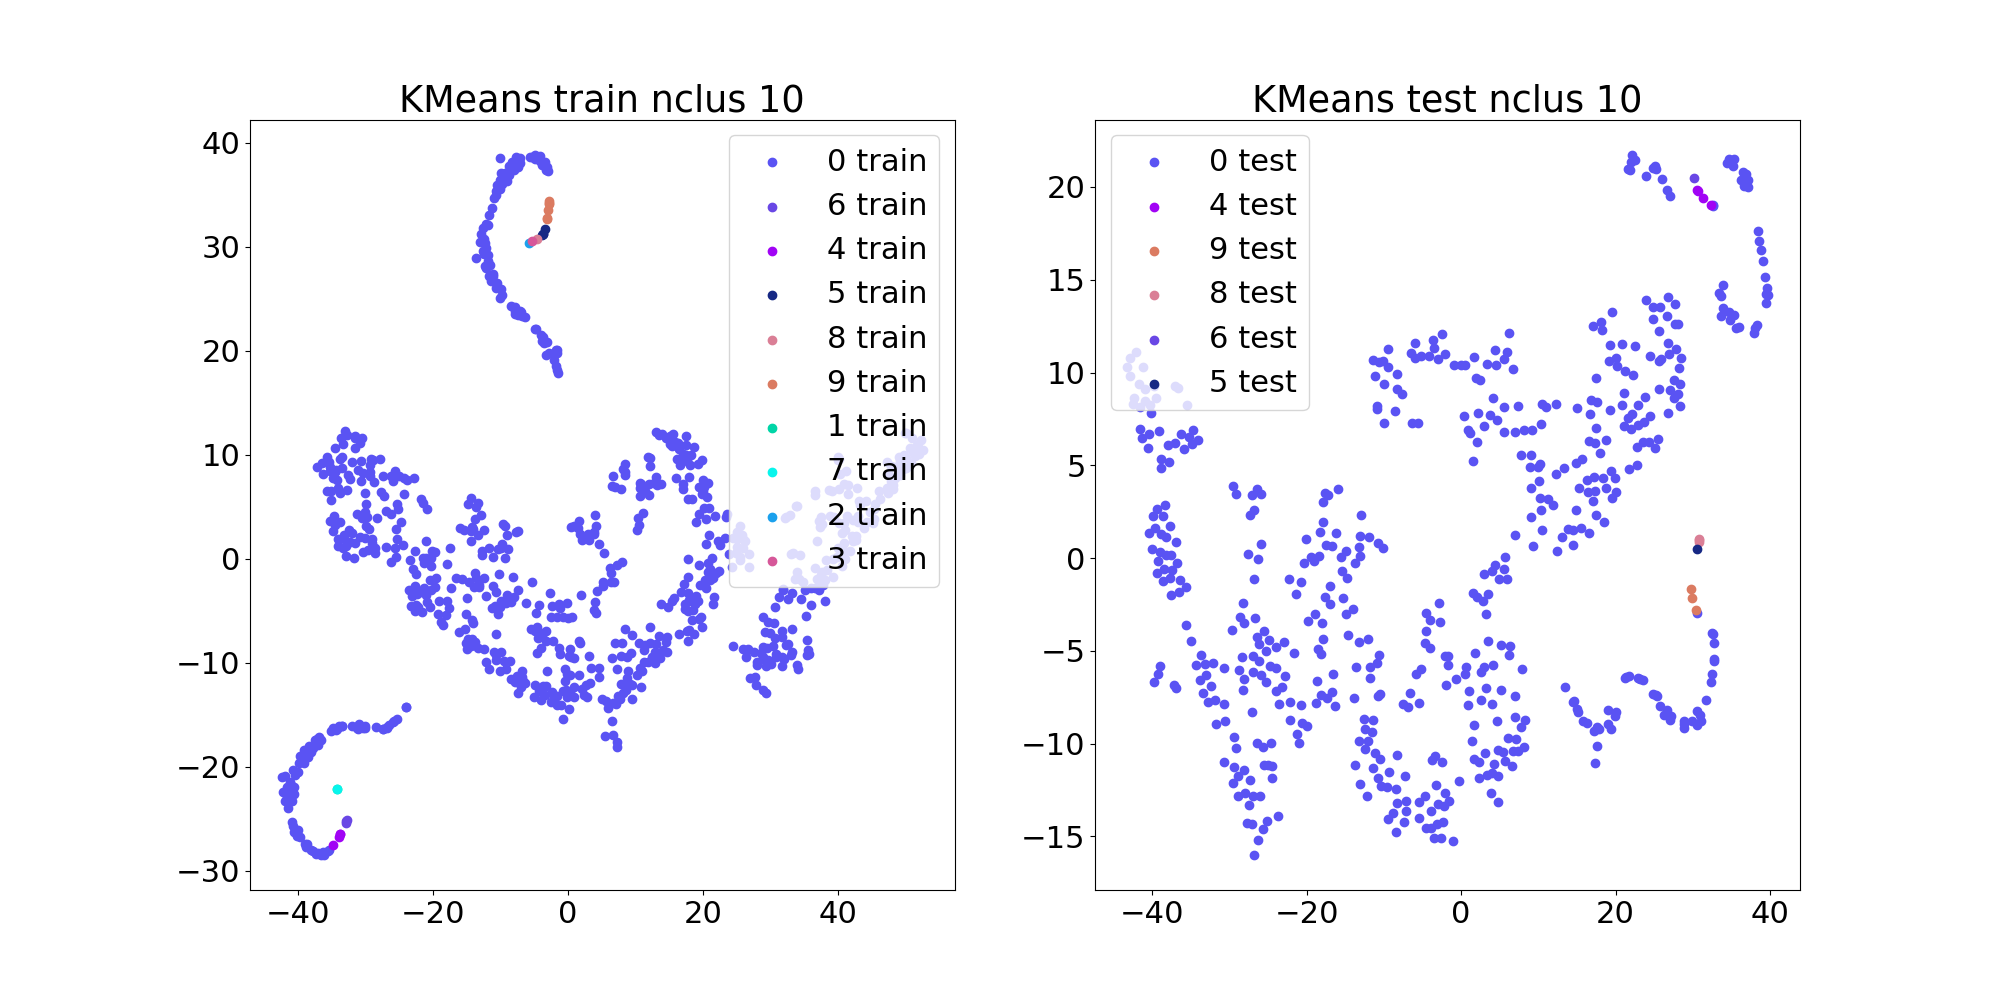 KMeans train nclus 10
40
30
20
10
0
−10
−20
−30
−40
−20
0
20
40
0 train
6 train
4 train
5 train
8 train
9 train
1 train
7 train
2 train
3 train
KMeans test nclus 10
20
15
10
5
0
−5
−10
−15
−40
−20
0
20
40
0 test
4 test
9 test
8 test
6 test
5 test